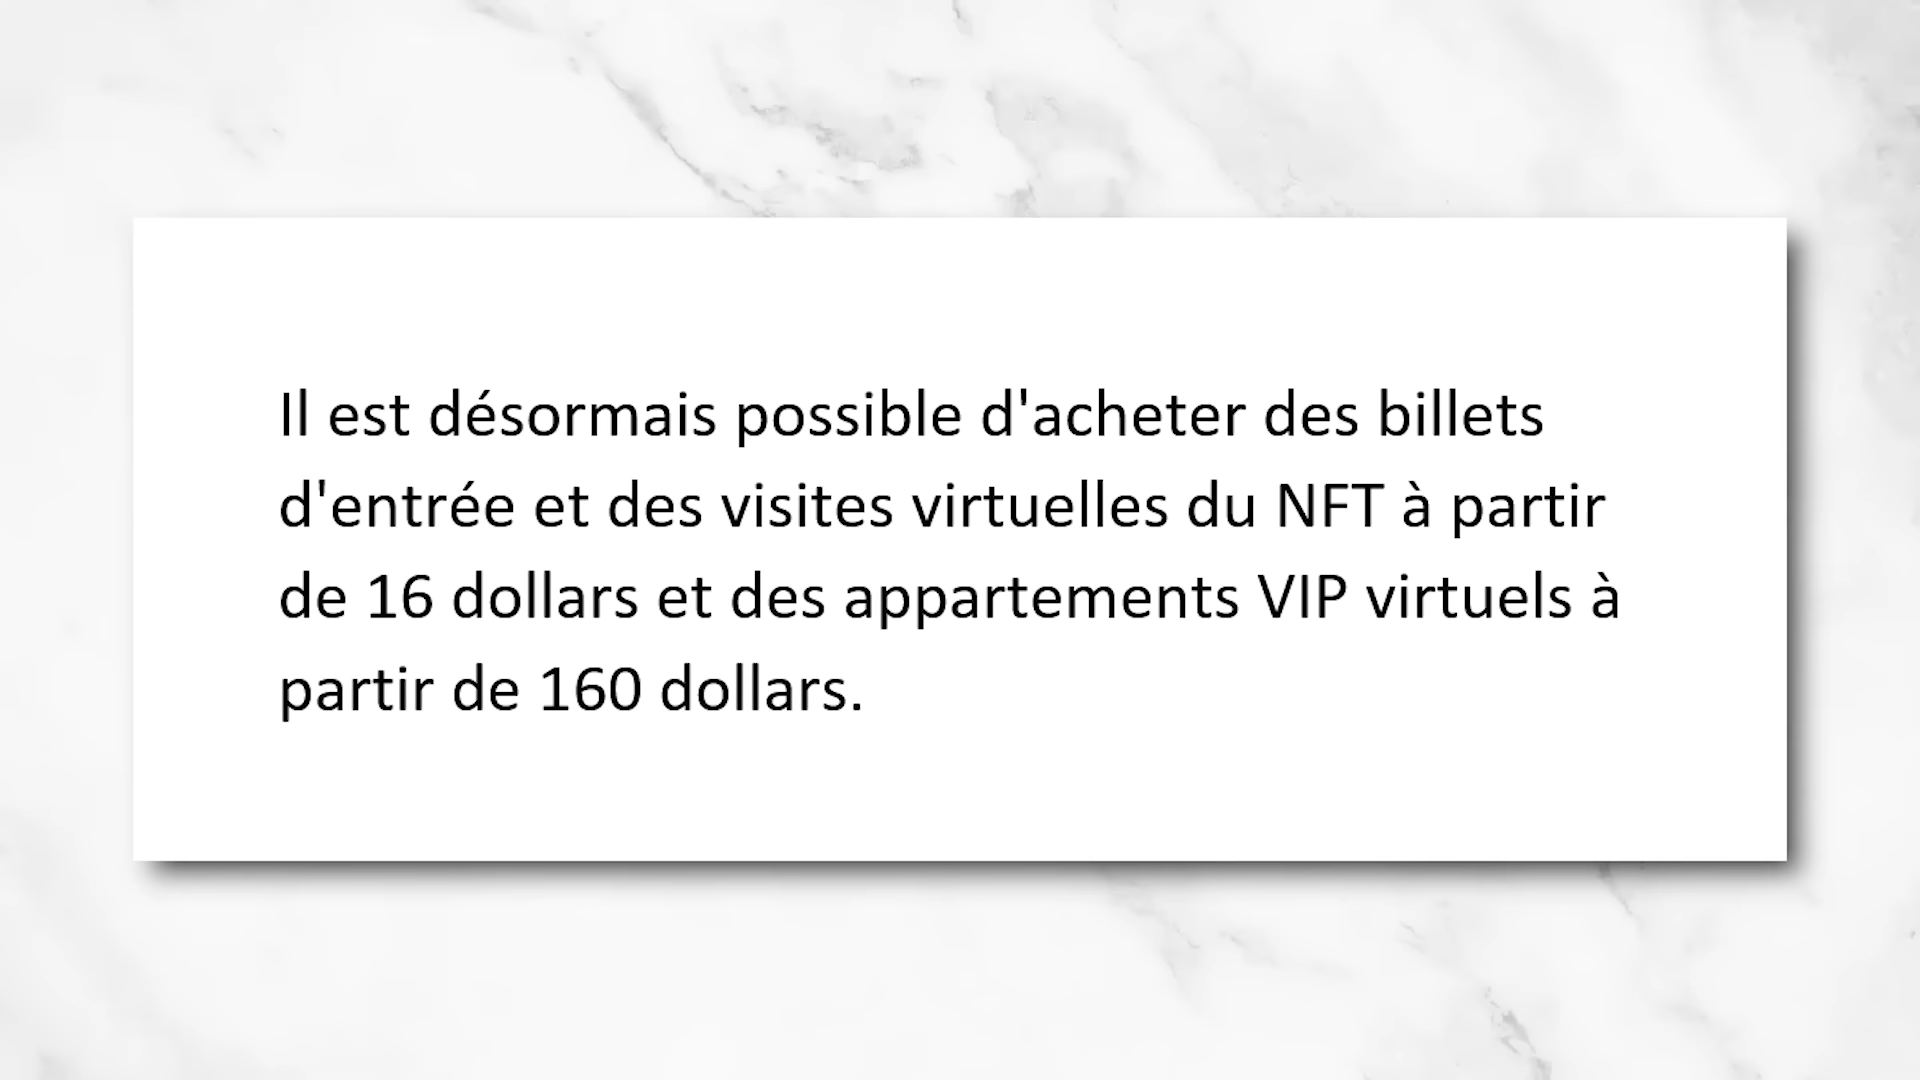 Il est désormais possible d'acheter des billets
d'entrée et des visites virtuelles du NFT à partir
de 16 dollars et des appartements VIP virtuels à
partir de 160 dollars.